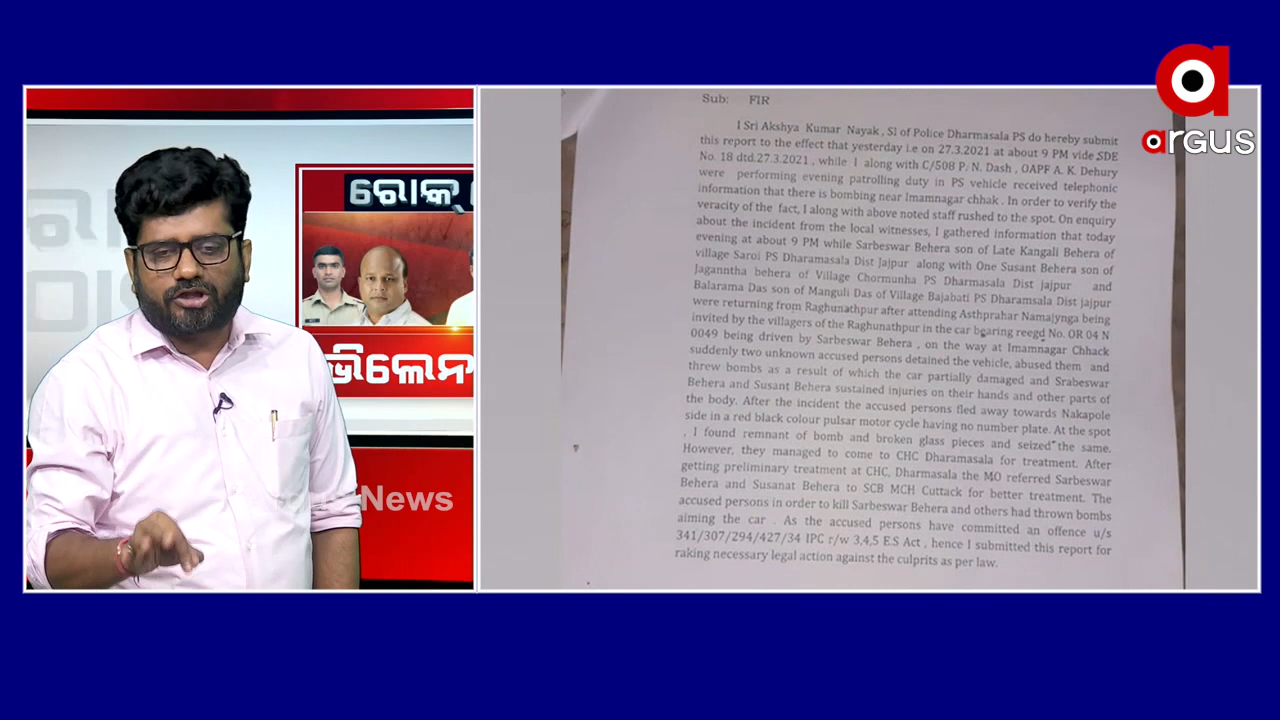 argus
ରୋକ୍
ଭିଲେନ
News
Sub: FIR
I Sri Akshya Kumar Nayak , SI of Police Dharmasala PS do hereby submit
this report to the effect that yesterday i.e on 27.3.2021 at about 9 PM vide SDE
No. 18 dtd.27.3.2021 , while I along with C/508 P. N. Dash , OAPF A. K. Dehury
were performing evening patrolling duty in PS vehicle received telephonic
information that there is bombing near Imamnagar chhak . In order to verify the
veracity of the fact, I along with above noted staff rushed to the spot. On enquiry
about the incident from the local witnesses, I gathered information that today
evening at about 9 PM while Sarbeswar Behera son of Late Kangali Behera of
village Saroi PS Dharamasala Dist Jajpur along with One Susant Behera son of
Jaganntha behera of Village Chormunha PS Dharmasala Dist jajpur and
Balarama Das son of Manguli Das of Village Bajabati PS Dharamsala Dist jajpur
were returning from Raghunathpur after attending Asthprahar Namajynga being
invited by the villagers of the Raghunathpur in the car bearing reegd No. OR 04 N
0049 being driven by Sarbeswar Behera , on the way at Imamnagar Chhack
suddenly two unknown accused persons detained the vehicle, abused them and
threw bombs as a result of which the car partially damaged and Srabeswar
Behera and Susant Behera sustained injuries on their hands and other parts of
the body. After the incident the accused persons fled away towards Nakapole
side in a red black colour pulsar motor cycle having no number plate. At the spot
, I found remnant of bomb and broken glass pieces and seized the same.
However, they managed to come to CHC Dharamasala for treatment. After
getting preliminary treatment at CHC, Dharmasala the MO referred Sarbeswar
Behera and Susanat Behera to SCB MCH Cuttack for better treatment. The
accused persons in order to kill Sarbeswar Behera and others had thrown bombs
aiming the car . As the accused persons have committed an offence u/s
341/307/294/427/34 IPC r/w 3,4,5 E.S Act , hence I submitted this report for
raking necessary legal action against the culprits as per law.